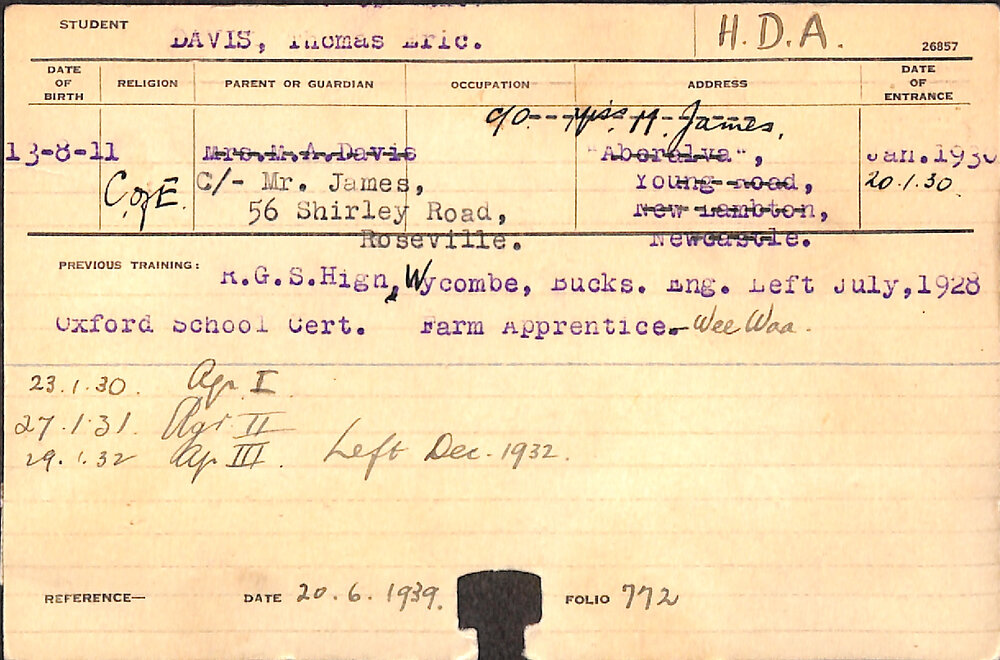 STUDENT DAVIS, Thomas Eric. H.D.A. 26857
DATE OF BIRTH RELIGION PARENT OR GUARDIAN OCCUPATION ADDRESS DATE OF ENTRANCE
c/o Miss H. James,
13-8-11 Mrs.M.A.Davis "Aboralva", Jan.1930
C of E. C/- Mr. James, Young Road, 20.1.30.
56 Shirley Road, New Lambton,
Roseville. Newcastle.
PREVIOUS TRAINING: R.G.S.High, Wycombe, Bucks. Eng. Left July,1928
Oxford School Cert. Farm Apprentice. - Wee Waa.
23.1.30. Agr I
27.1.31. Agr II
29.1.32 Ag III. Left Dec. 1932.
REFERENCE— DATE 20.6.1939. FOLIO 772